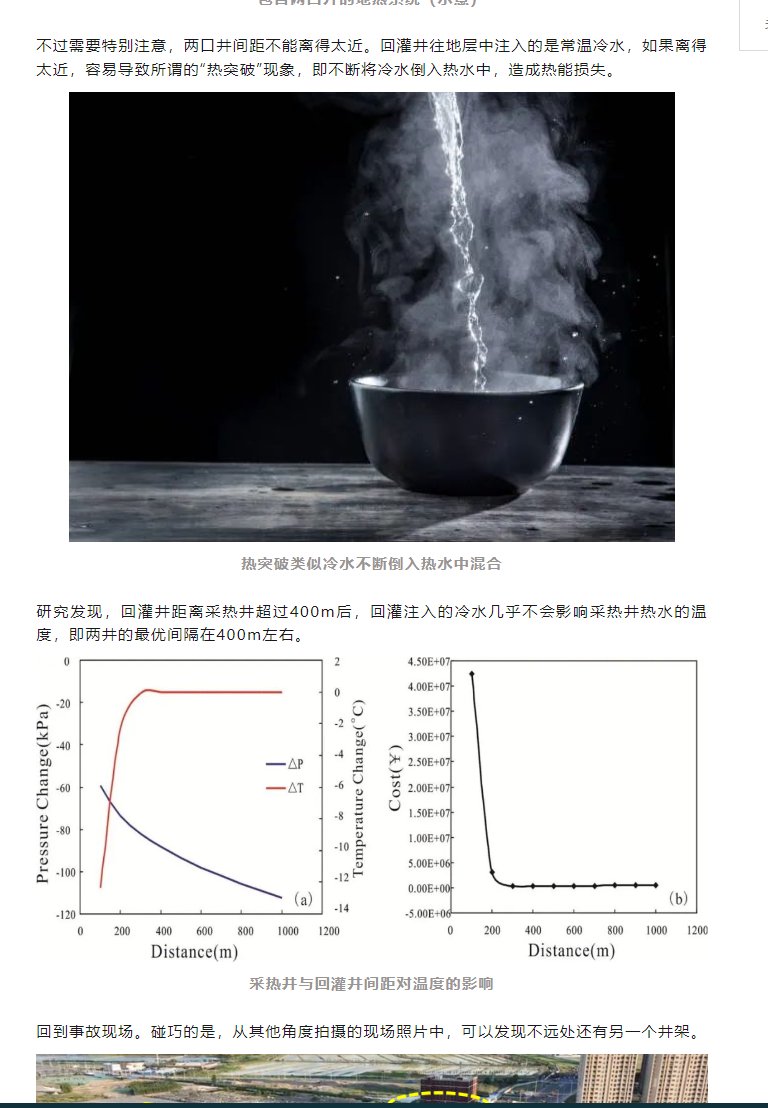 不过需要特别注意，两口井间距不能离得太近。回灌井往地层中注入的是常温冷水，如果离得
太近，容易导致所谓的“热突破”现象，即不断将冷水倒入热水中，造成热能损失。
热突破类似冷水不断倒入热水中混合
研究发现，回灌井距离采热井超过400m后，回灌注入的冷水几乎不会影响采热井热水的温
度，即两井的最优间隔在400m左右。
Pressure Change(kPa)
0
-20
-40
-60
-80
-100
-120
2
0
-2
-4
-6
-8
-10
-12
-14
Temperature Change(°C)
△P
△T
(a)
0 200 400 600 800 1000 1200
Distance(m)
Cost(¥)
4.50E+07
4.00E+07
3.50E+07
3.00E+07
2.50E+07
2.00E+07
1.50E+07
1.00E+07
5.00E+06
0.00E+00
-5.00E+06
(b)
0 200 400 600 800 1000 1200
Distance(m)
采热井与回灌井间距对温度的影响
回到事故现场。碰巧的是，从其他角度拍摄的现场照片中，可以发现不远处还有另一个井架。